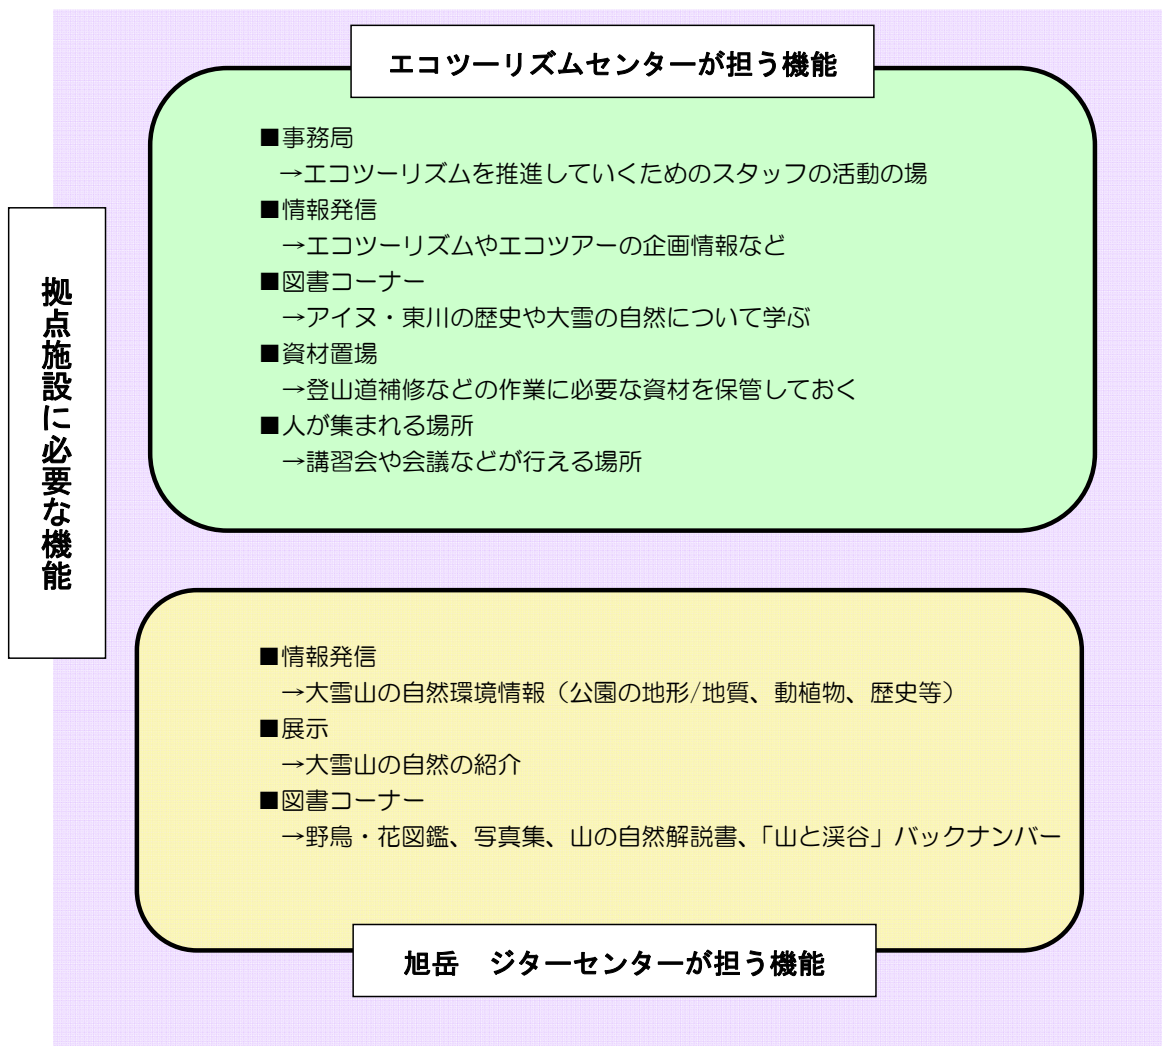 エコツーリズムセンターが担う機能
■事務局
→エコツーリズムを推進していくためのスタッフの活動の場
■情報発信
→エコツーリズムやエコツアーの企画情報など
■図書コーナー
→アイヌ・東川の歴史や大雪の自然について学ぶ
■資材置場
→登山道補修などの作業に必要な資材を保管しておく
■人が集まれる場所
→講習会や会議などが行える場所
拠点施設に必要な機能
■情報発信
→大雪山の自然環境情報（公園の地形/地質、動植物、歴史等）
■展示
→大雪山の自然の紹介
■図書コーナー
→野鳥・花図鑑、写真集、山の自然解説書、「山と渓谷」バックナンバー
旭岳　ジターセンターが担う機能